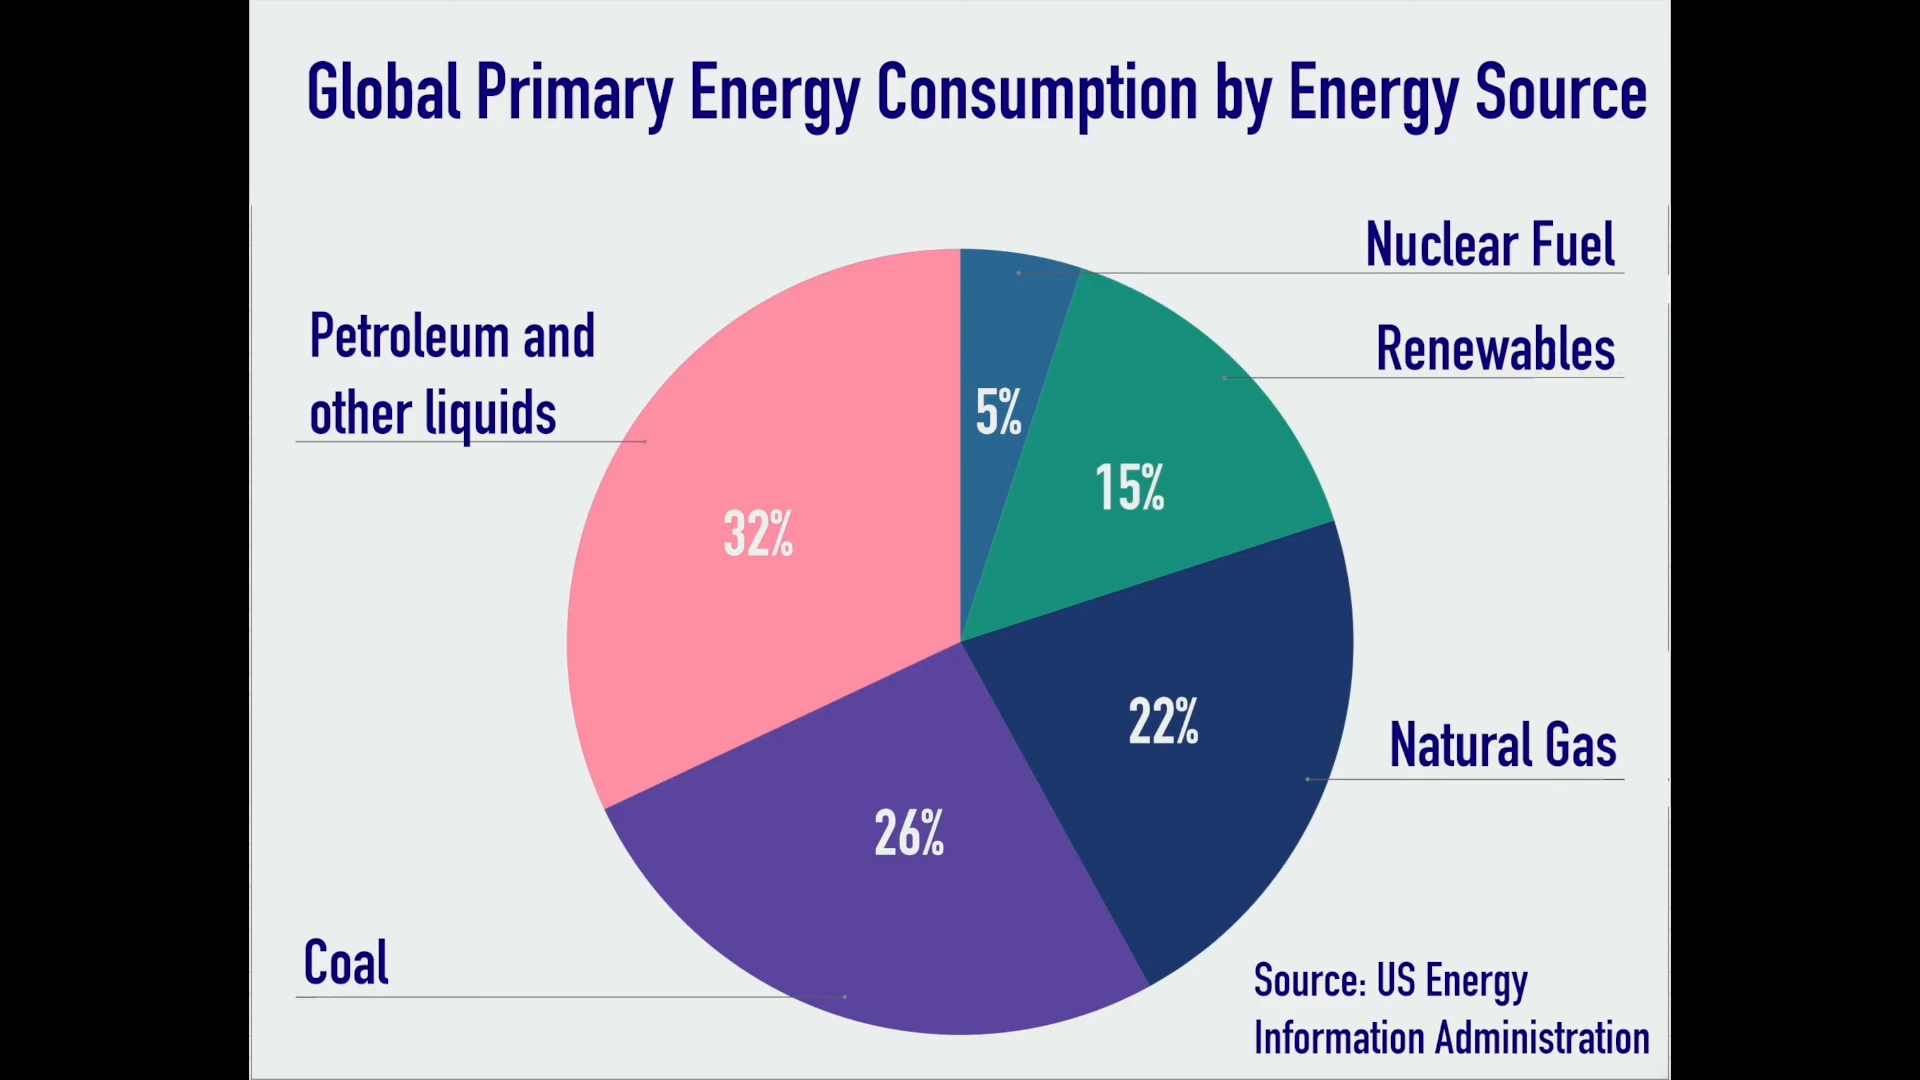 Global Primary Energy Consumption by Energy Source
Nuclear Fuel
Renewables
Petroleum and
other liquids
5%
15%
32%
22%
Natural Gas
26%
Coal
Source: US Energy
Information Administration